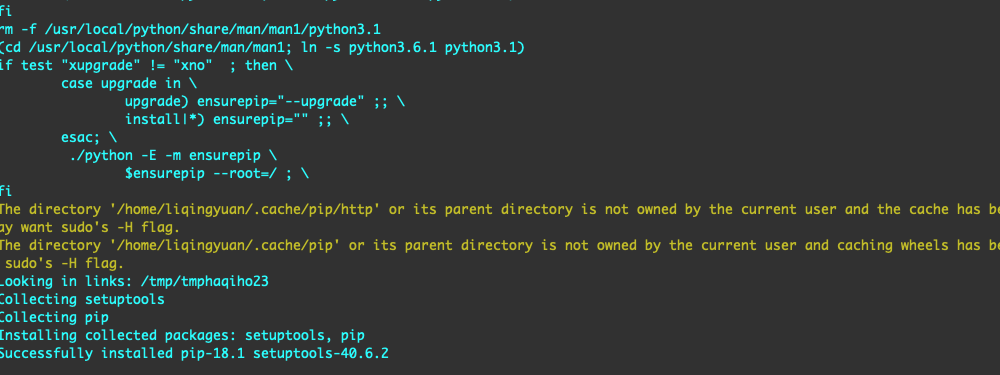 fi
rm -f /usr/local/python/share/man/man1/python3.1
(cd /usr/local/python/share/man/man1; ln -s python3.6.1 python3.1)
if test "xupgrade" != "xno"  ; then \
        case upgrade in \
                upgrade) ensurepip="--upgrade" ;; \
                install|*) ensurepip="" ;; \
        esac; \
         ./python -E -m ensurepip \
                $ensurepip --root=/ ; \
fi
The directory '/home/liqingyuan/.cache/pip/http' or its parent directory is not owned by the current user and the cache has be
ay want sudo's -H flag.
The directory '/home/liqingyuan/.cache/pip' or its parent directory is not owned by the current user and caching wheels has be
 sudo's -H flag.
Looking in links: /tmp/tmphaqiho23
Collecting setuptools
Collecting pip
Installing collected packages: setuptools, pip
Successfully installed pip-18.1 setuptools-40.6.2